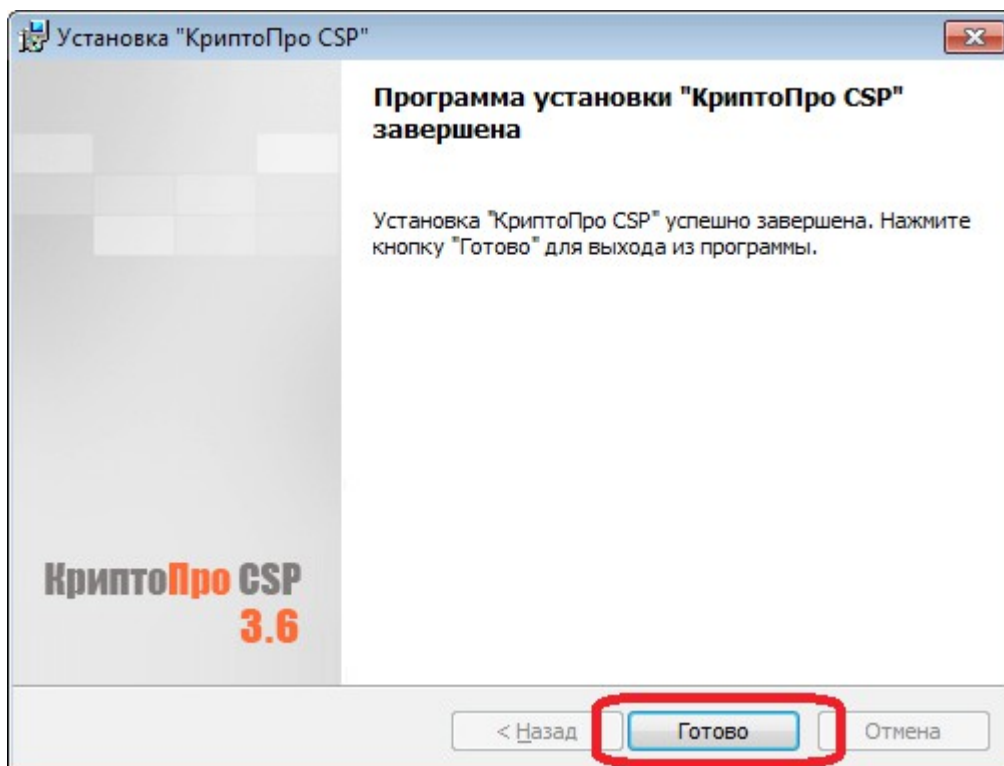 Установка "КриптоПро CSP"
Программа установки "КриптоПро CSP"
завершена
Установка "КриптоПро CSP" успешно завершена. Нажмите
кнопку "Готово" для выхода из программы.
КриптоПро CSP
3.6
< Назад
Готово
Отмена